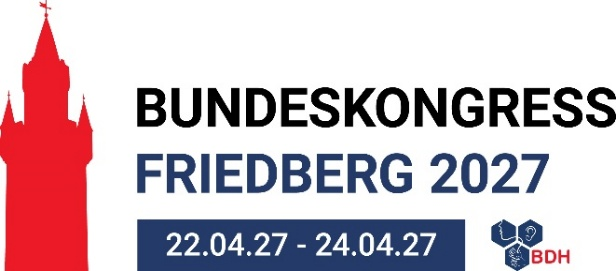 BUNDESKONGRESS
FRIEDBERG 2027
22.04.27 - 24.04.27
BDH